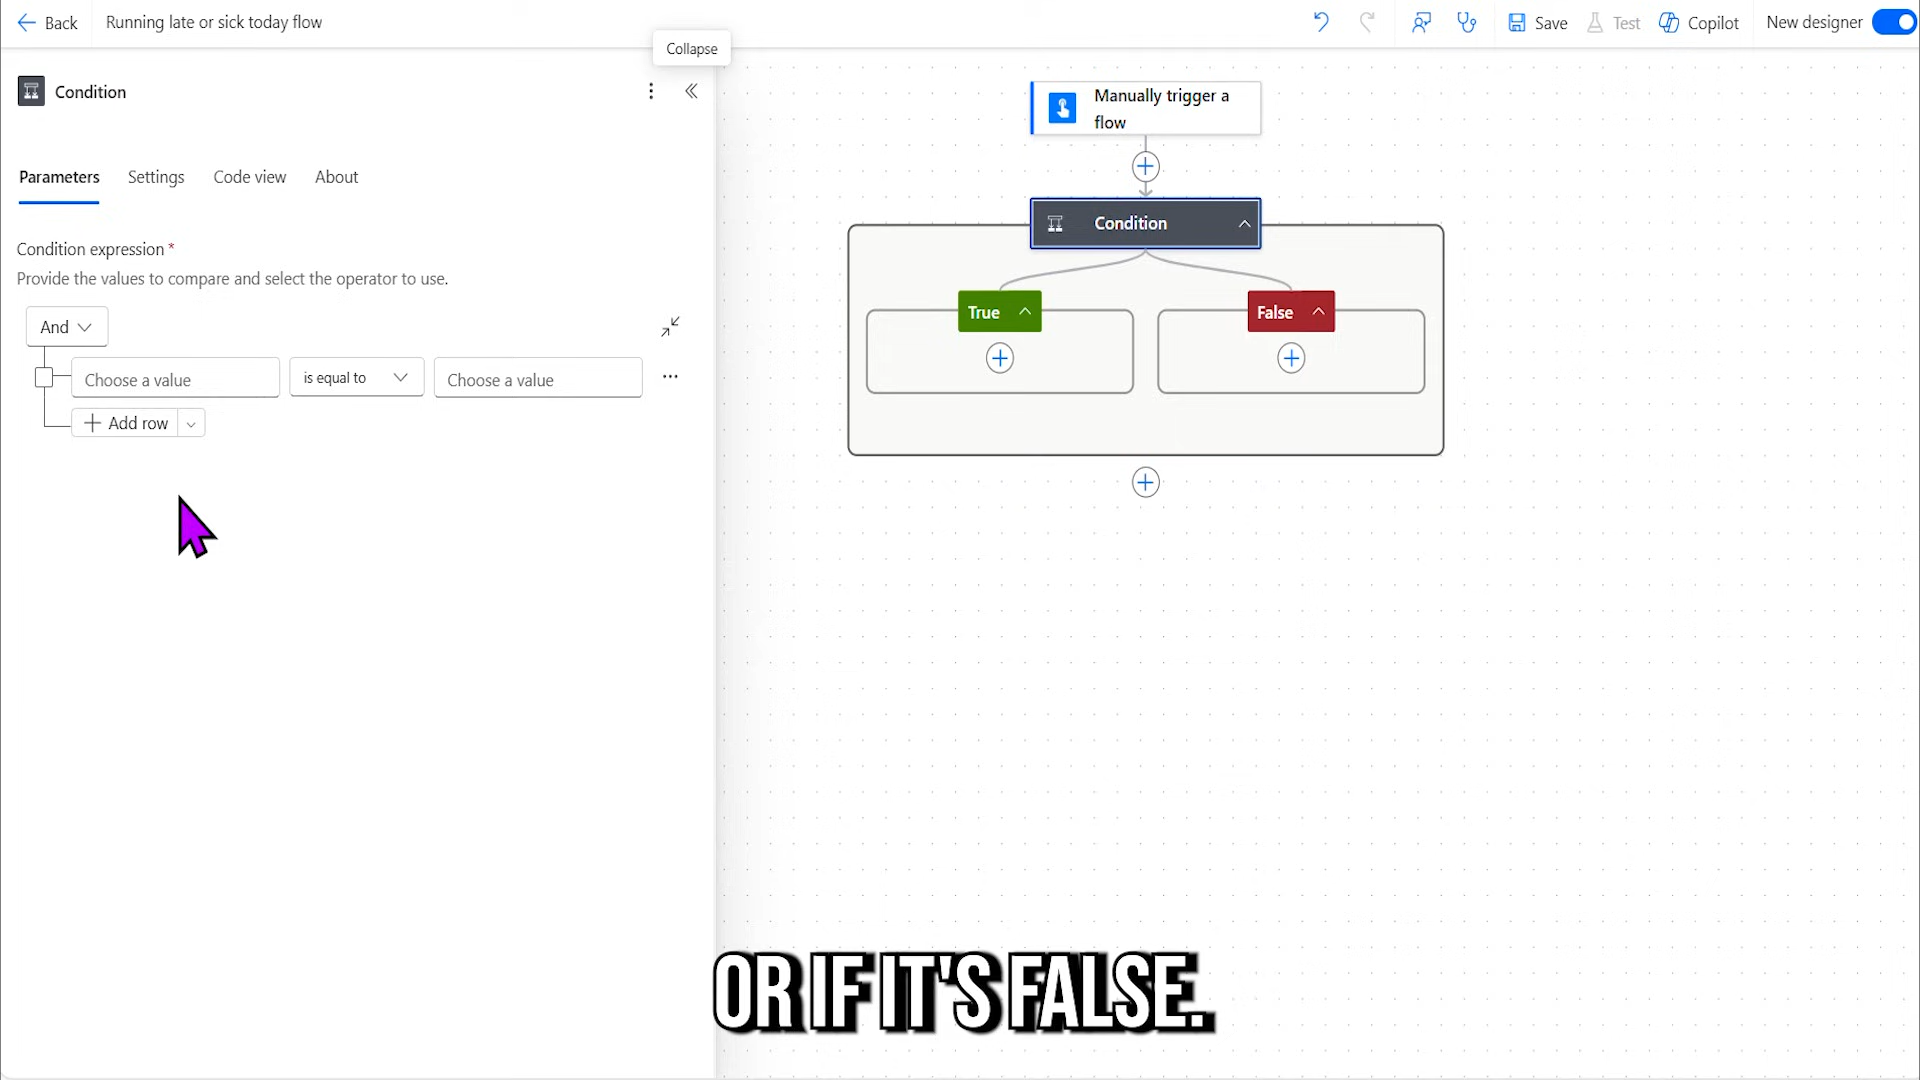 Back
Running late or sick today flow
Save
Test
Copilot
New designer
Collapse
Condition
Parameters
Settings
Code view
About
Condition expression *
Provide the values to compare and select the operator to use.
And
Choose a value
is equal to
Choose a value
Add row
Manually trigger a
flow
Condition
True
False
OR IF IT'S FALSE.